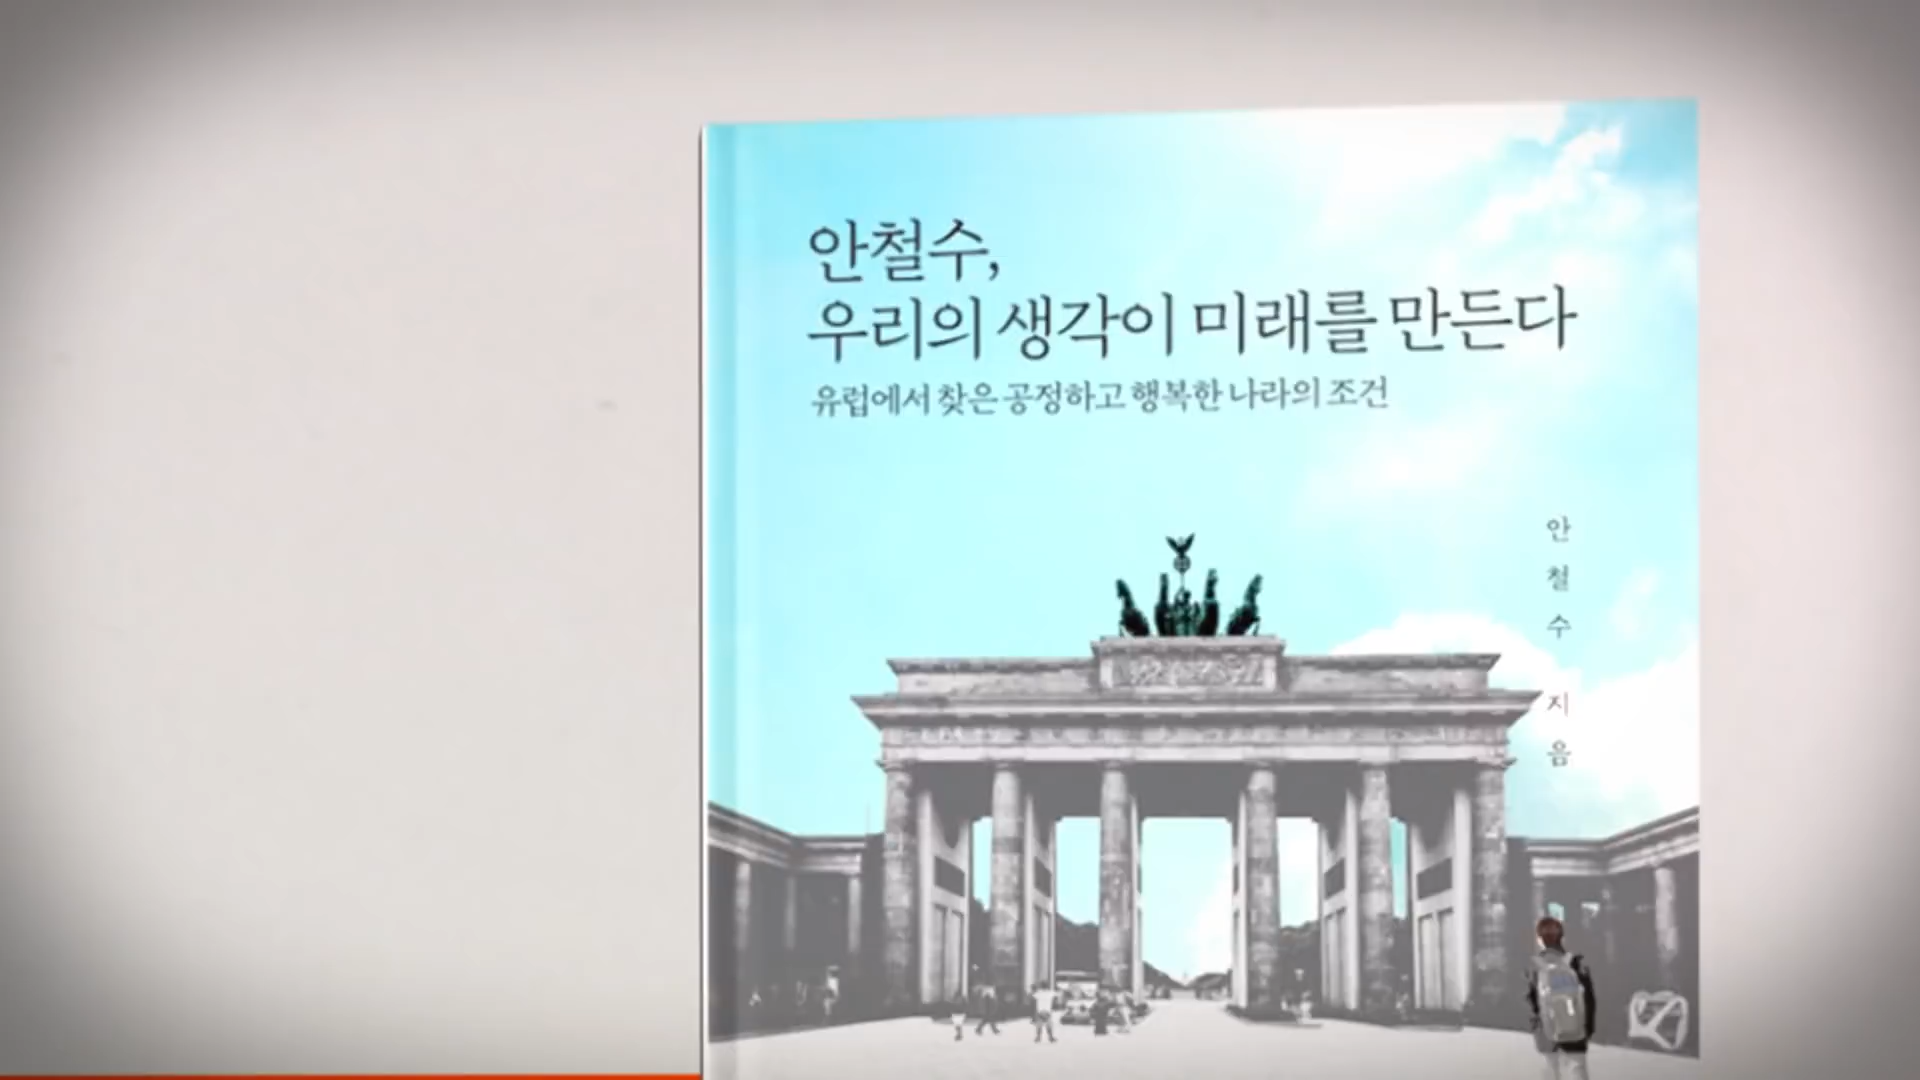 안철수,
우리의 생각이 미래를 만든다
유럽에서 찾은 공정하고 행복한 나라의 조건
안철수 지음